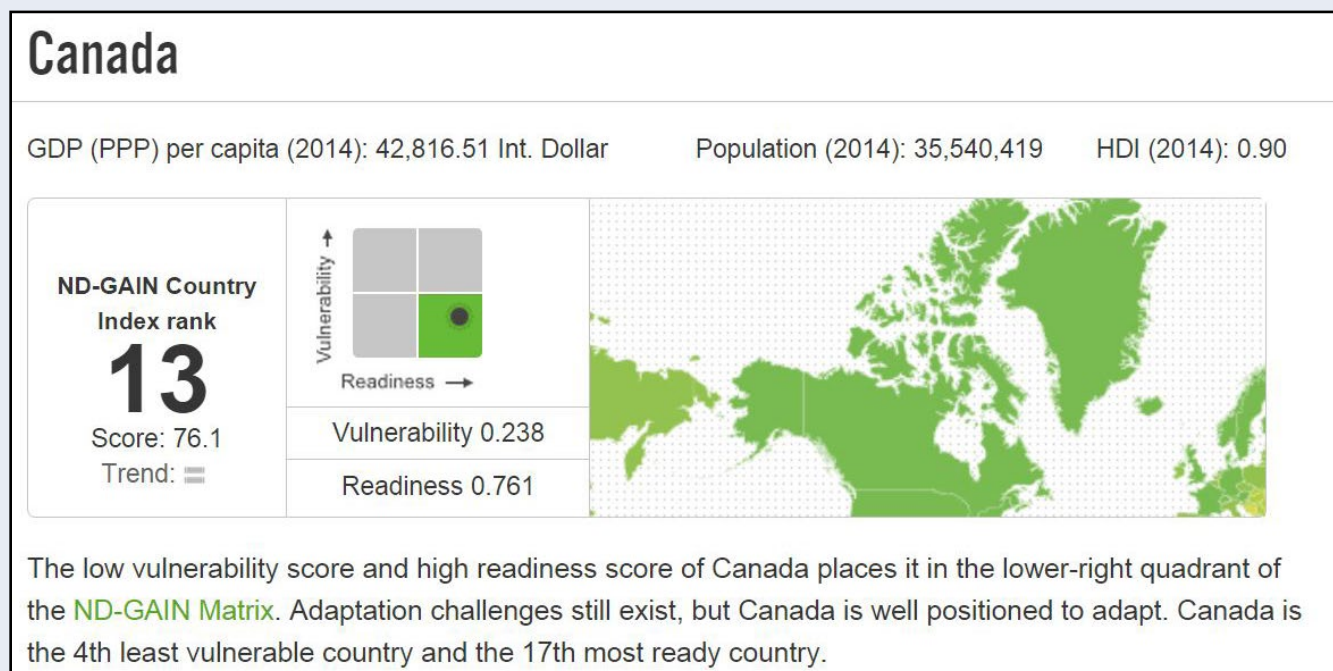 Canada
GDP (PPP) per capita (2014): 42,816.51 Int. Dollar
Population (2014): 35,540,419
HDI (2014): 0.90
ND-GAIN Country
Index rank
13
Score: 76.1
Trend:
Vulnerability
Readiness
Vulnerability 0.238
Readiness 0.761
The low vulnerability score and high readiness score of Canada places it in the lower-right quadrant of
the ND-GAIN Matrix. Adaptation challenges still exist, but Canada is well positioned to adapt. Canada is
the 4th least vulnerable country and the 17th most ready country.